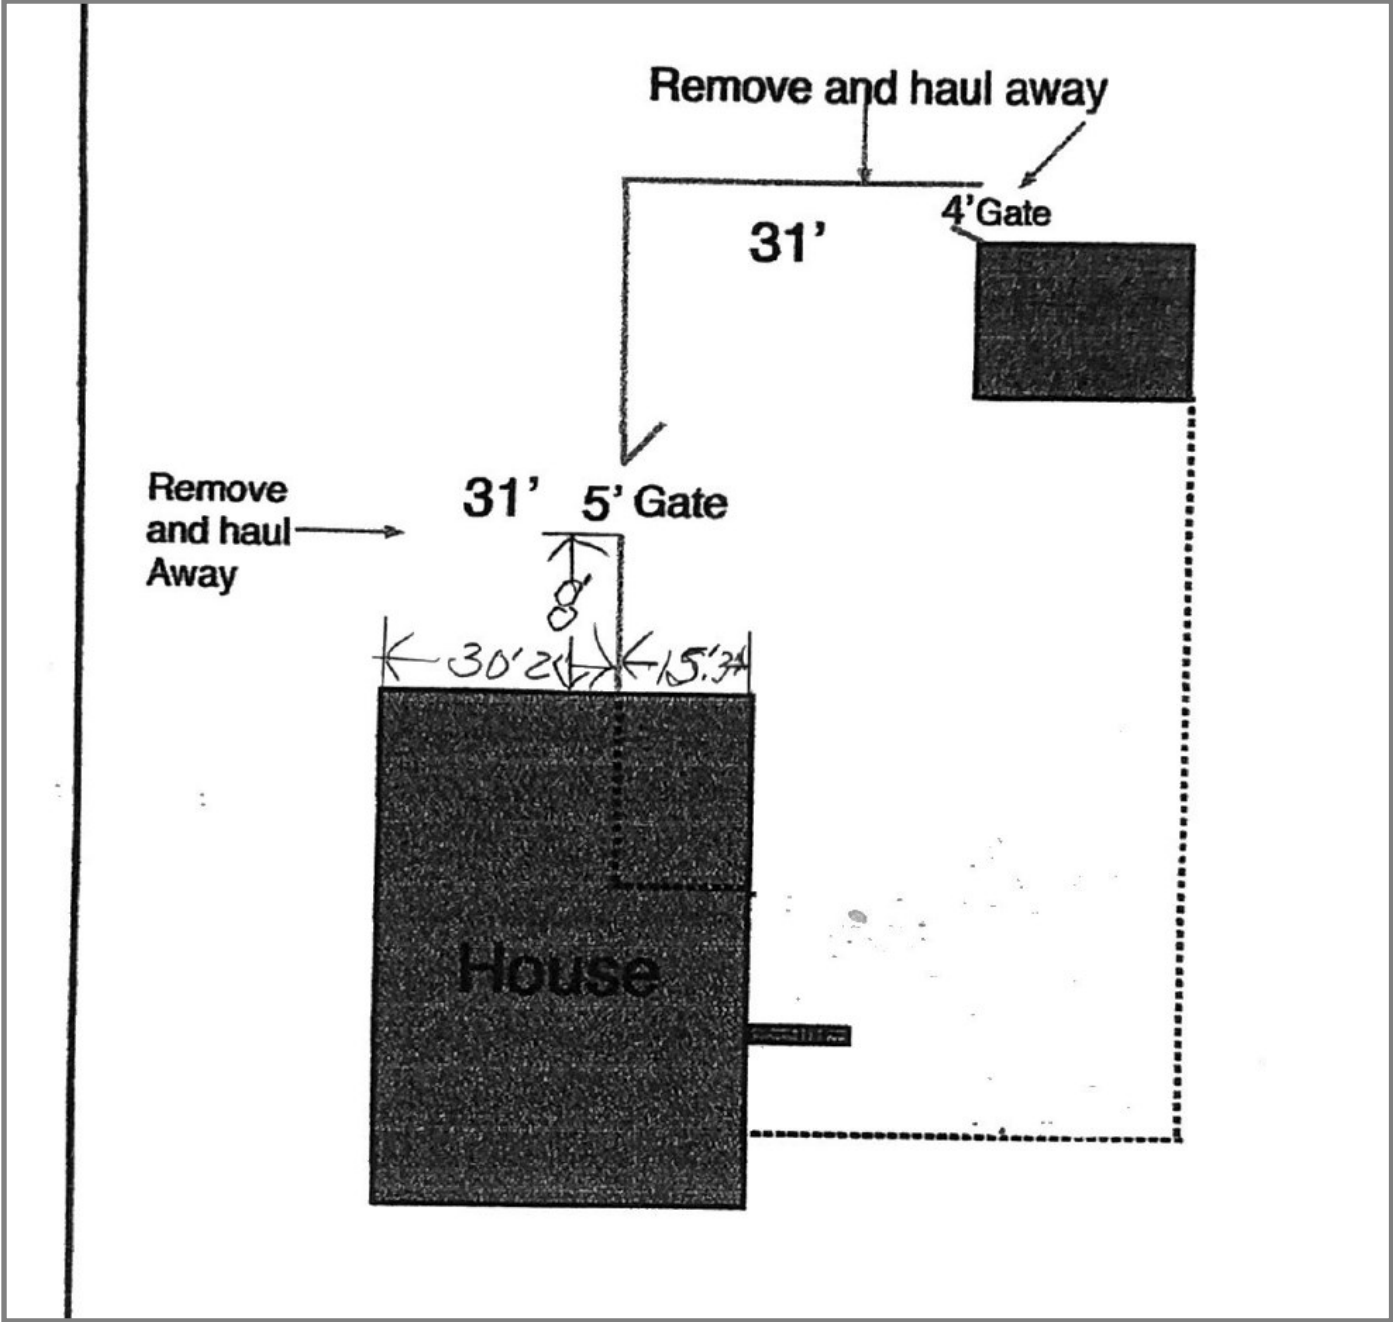 Remove and haul away
4' Gate
31'
Remove
and haul
Away
31' 5' Gate
8'
30'2
15'3
House